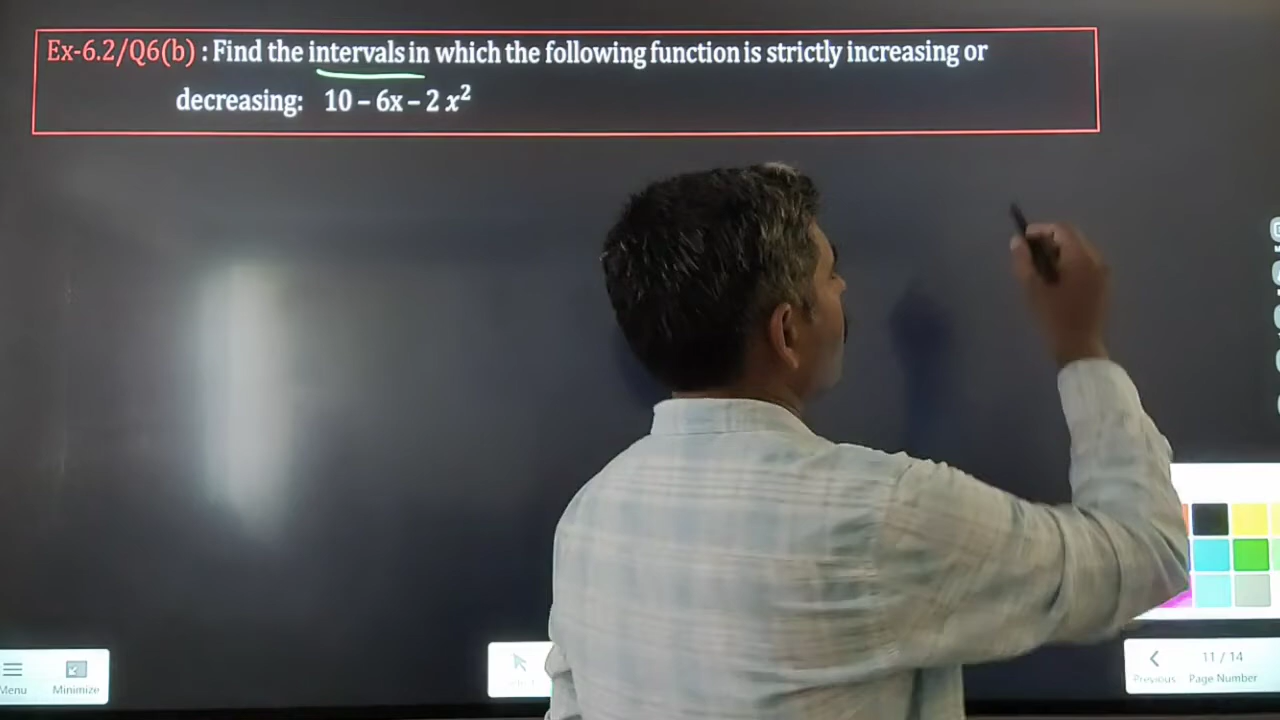 Ex-6.2/Q6(b) : Find the intervals in which the following function is strictly increasing or
decreasing: 10 – 6x – 2 x²
Menu
Minimize
11 / 14
Previous
Page Number